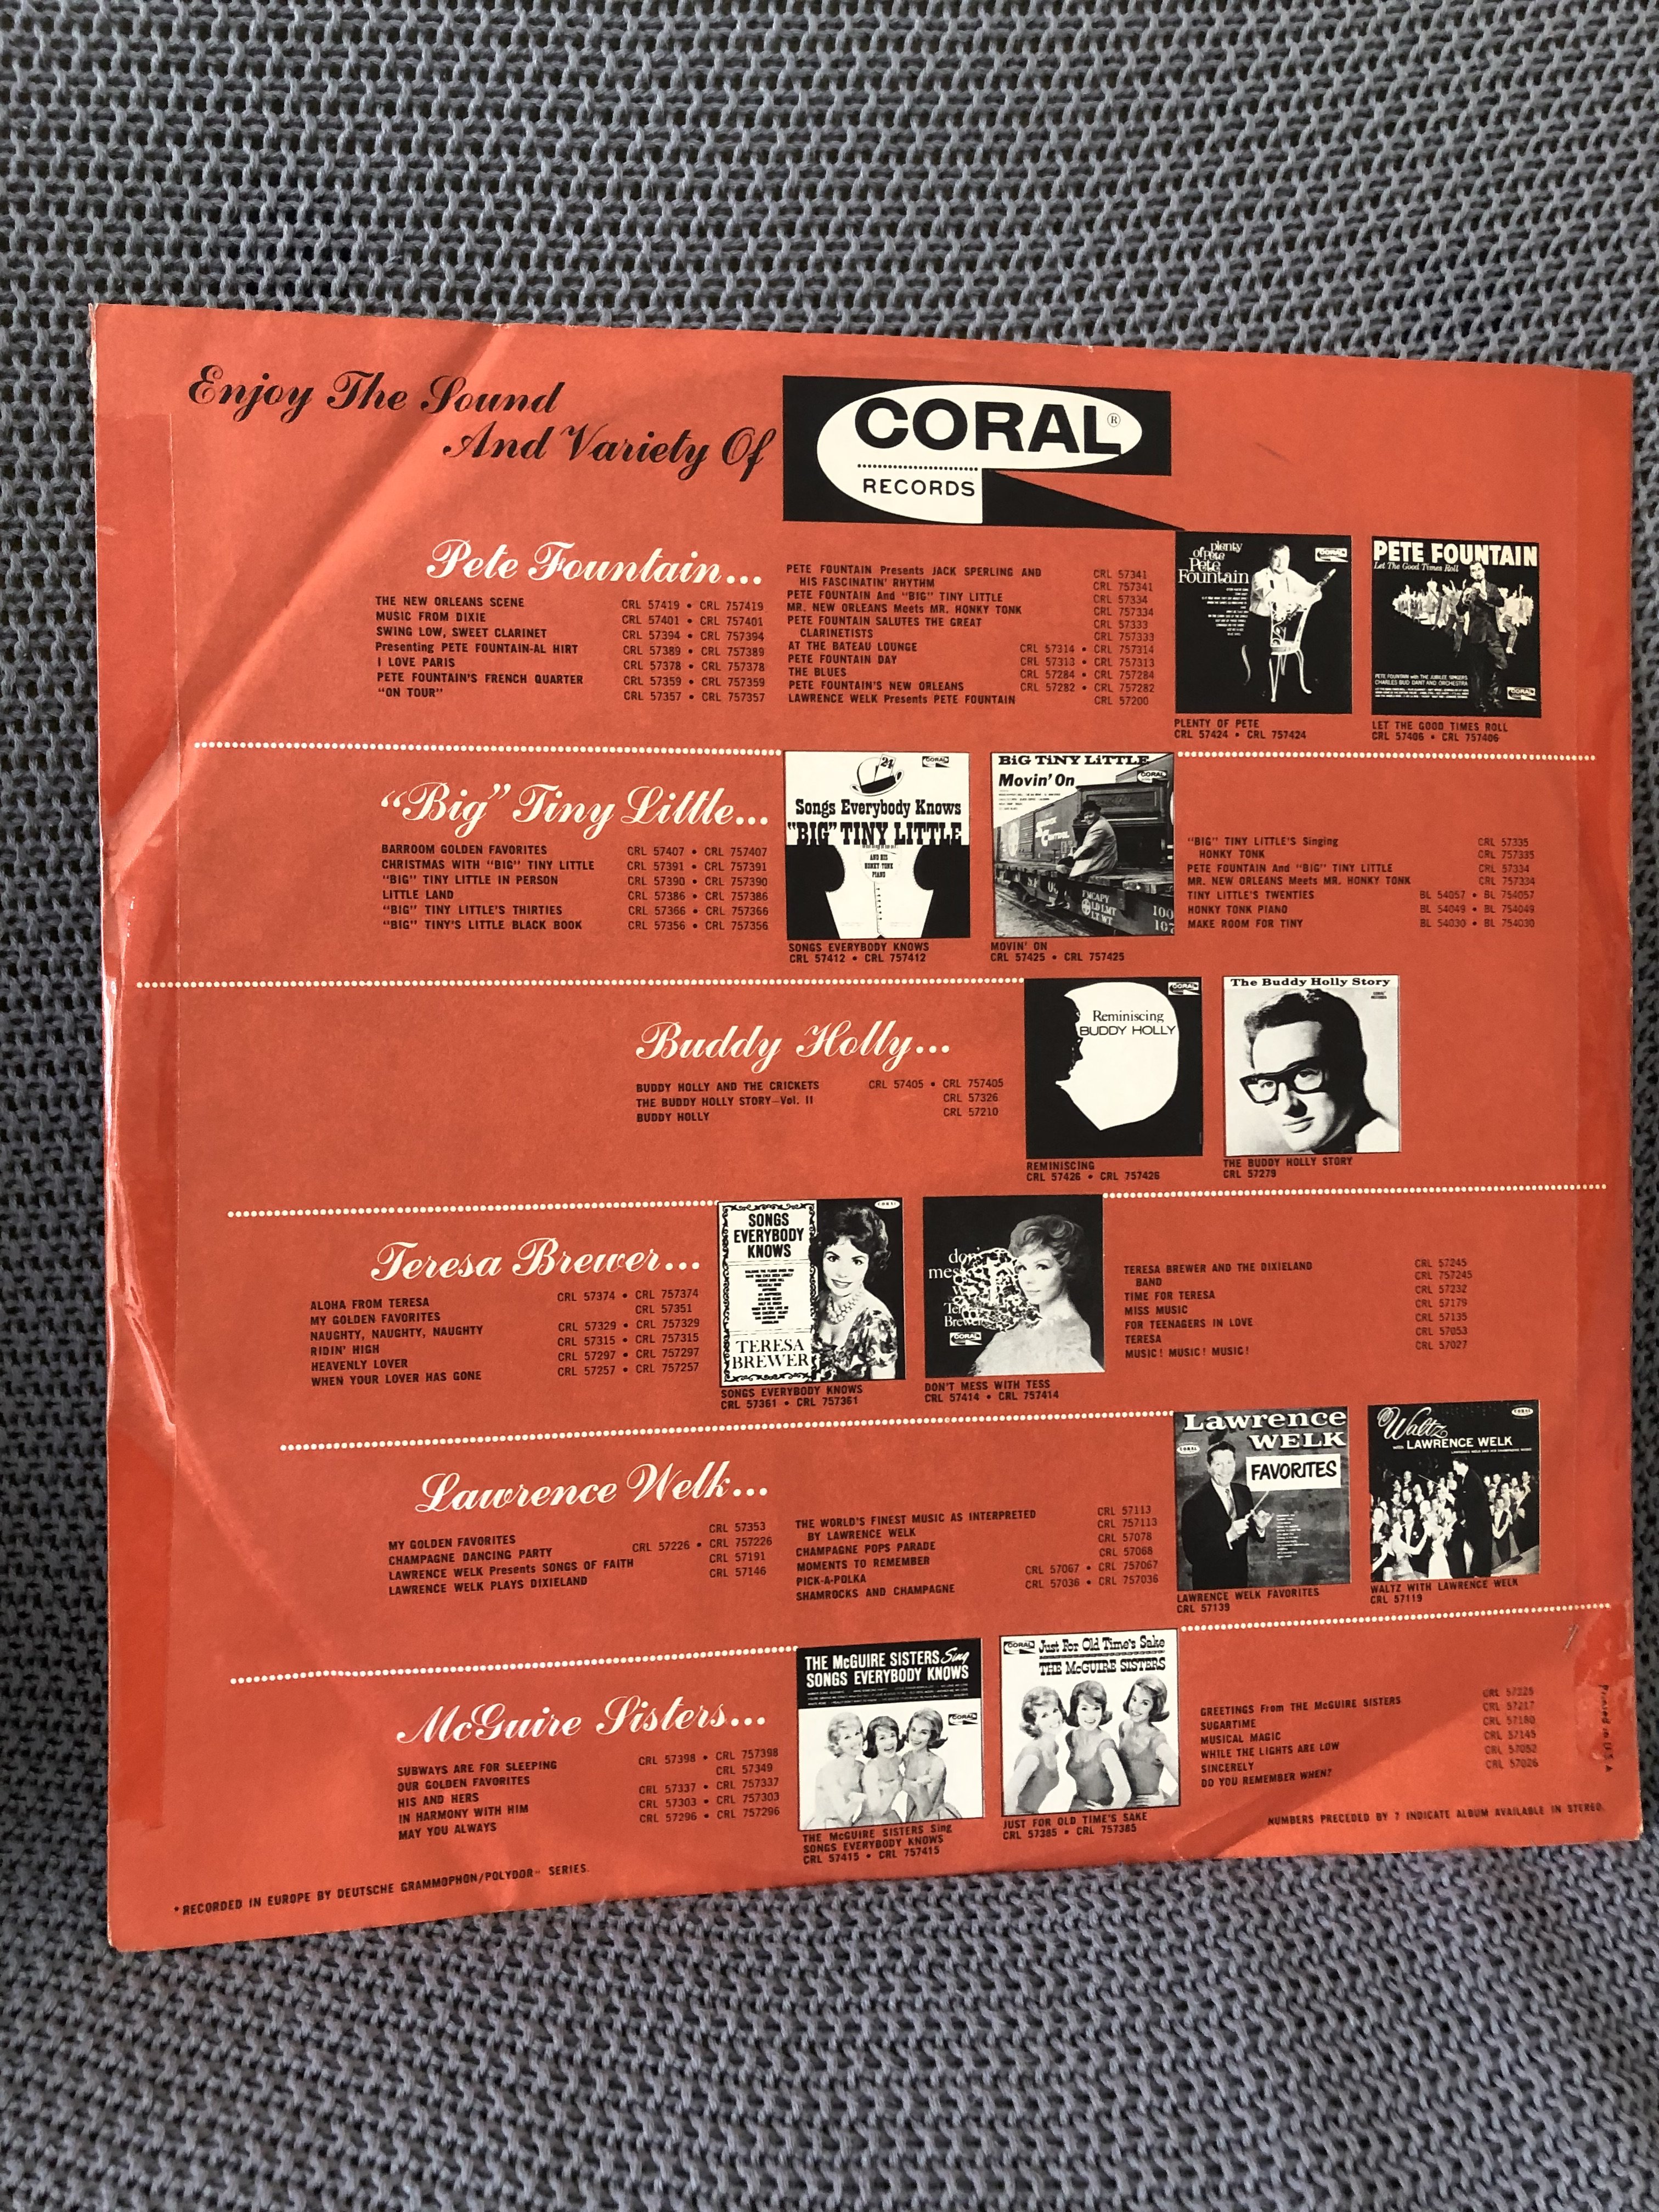 Enjoy The Sound
And Variety Of
CORAL®
RECORDS
Pete Fountain...
THE NEW ORLEANS SCENE CRL 57419 • CRL 757419
MUSIC FROM DIXIE CRL 57401 • CRL 757401
SWING LOW, SWEET CLARINET CRL 57394 • CRL 757394
Presenting PETE FOUNTAIN-AL HIRT CRL 57389 • CRL 757389
I LOVE PARIS CRL 57378 • CRL 757378
PETE FOUNTAIN'S FRENCH QUARTER CRL 57359 • CRL 757359
"ON TOUR" CRL 57357 • CRL 757357
PETE FOUNTAIN Presents JACK SPERLING AND CRL 57341
HIS FASCINATIN' RHYTHM CRL 757341
PETE FOUNTAIN And "BIG" TINY LITTLE CRL 57334
MR. NEW ORLEANS Meets MR. HONKY TONK CRL 757334
PETE FOUNTAIN SALUTES THE GREAT CRL 57333
CLARINETISTS CRL 757333
AT THE BATEAU LOUNGE CRL 57314 • CRL 757314
PETE FOUNTAIN DAY CRL 57313 • CRL 757313
THE BLUES CRL 57284 • CRL 757284
PETE FOUNTAIN'S NEW ORLEANS CRL 57282 • CRL 757282
LAWRENCE WELK Presents PETE FOUNTAIN CRL 57200
plenty
of Pete
Pete
Fountain
CORAL
PLENTY OF PETE
CRL 57424 • CRL 757424
PETE FOUNTAIN
Let The Good Times Roll
PETE FOUNTAIN with THE JUBILEE SINGERS
CHARLES BUD DANT AND ORCHESTRA
CORAL
LET THE GOOD TIMES ROLL
CRL 57406 • CRL 757406
"Big" Tiny Little...
BARROOM GOLDEN FAVORITES CRL 57407 • CRL 757407
CHRISTMAS WITH "BIG" TINY LITTLE CRL 57391 • CRL 757391
"BIG" TINY LITTLE IN PERSON CRL 57390 • CRL 757390
LITTLE LAND CRL 57386 • CRL 757386
"BIG" TINY LITTLE'S THIRTIES CRL 57366 • CRL 757366
"BIG" TINY'S LITTLE BLACK BOOK CRL 57356 • CRL 757356
CORAL
Songs Everybody Knows
"BIG" TINY LITTLE
AND HIS
HONKY TONK
PIANO
SONGS EVERYBODY KNOWS
CRL 57412 • CRL 757412
BiG TiNY LiTTLE
Movin' On
CORAL
MOVIN' ON
CRL 57425 • CRL 757425
"BIG" TINY LITTLE'S Singing CRL 57335
HONKY TONK CRL 757335
PETE FOUNTAIN And "BIG" TINY LITTLE CRL 57334
MR. NEW ORLEANS Meets MR. HONKY TONK CRL 757334
TINY LITTLE'S TWENTIES BL 54057 • BL 754057
HONKY TONK PIANO BL 54049 • BL 754049
MAKE ROOM FOR TINY BL 54030 • BL 754030
Buddy Holly...
BUDDY HOLLY AND THE CRICKETS CRL 57405 • CRL 757405
THE BUDDY HOLLY STORY—Vol. II CRL 57326
BUDDY HOLLY CRL 57210
CORAL
Reminiscing
BUDDY HOLLY
REMINISCING
CRL 57426 • CRL 757426
The Buddy Holly Story
THE BUDDY HOLLY STORY
CRL 57279
Teresa Brewer...
ALOHA FROM TERESA CRL 57374 • CRL 757374
MY GOLDEN FAVORITES CRL 57351
NAUGHTY, NAUGHTY, NAUGHTY CRL 57329 • CRL 757329
RIDIN' HIGH CRL 57315 • CRL 757315
HEAVENLY LOVER CRL 57297 • CRL 757297
WHEN YOUR LOVER HAS GONE CRL 57257 • CRL 757257
SONGS
EVERYBODY
KNOWS
TERESA
BREWER
CORAL
SONGS EVERYBODY KNOWS
CRL 57361 • CRL 757361
don't
mess
Brewer
CORAL
DON'T MESS WITH TESS
CRL 57414 • CRL 757414
TERESA BREWER AND THE DIXIELAND CRL 57245
BAND CRL 757245
TIME FOR TERESA CRL 57232
MISS MUSIC CRL 57179
FOR TEENAGERS IN LOVE CRL 57135
TERESA CRL 57053
MUSIC! MUSIC! MUSIC! CRL 57027
Lawrence Welk...
MY GOLDEN FAVORITES CRL 57353
CHAMPAGNE DANCING PARTY CRL 57226 • CRL 757226
LAWRENCE WELK Presents SONGS OF FAITH CRL 57191
LAWRENCE WELK PLAYS DIXIELAND CRL 57146
THE WORLD'S FINEST MUSIC AS INTERPRETED CRL 57113
BY LAWRENCE WELK CRL 757113
CHAMPAGNE POPS PARADE CRL 57078
MOMENTS TO REMEMBER CRL 57068
PICK-A-POLKA CRL 57067 • CRL 757067
SHAMROCKS AND CHAMPAGNE CRL 57036 • CRL 757036
Lawrence
WELK
CORAL
FAVORITES
LAWRENCE WELK FAVORITES
CRL 57139
Waltz
with LAWRENCE WELK
CORAL
WALTZ WITH LAWRENCE WELK
CRL 57119
McGuire Sisters...
SUBWAYS ARE FOR SLEEPING CRL 57398 • CRL 757398
OUR GOLDEN FAVORITES CRL 57349
HIS AND HERS CRL 57337 • CRL 757337
IN HARMONY WITH HIM CRL 57303 • CRL 757303
MAY YOU ALWAYS CRL 57296 • CRL 757296
THE McGUIRE SISTERS Sing
SONGS EVERYBODY KNOWS
CORAL
THE McGUIRE SISTERS Sing
SONGS EVERYBODY KNOWS
CRL 57415 • CRL 757415
CORAL
Just For Old Time's Sake
THE McGUIRE SISTERS
JUST FOR OLD TIME'S SAKE
CRL 57385 • CRL 757385
GREETINGS From THE McGUIRE SISTERS CRL 57225
SUGARTIME CRL 57217
MUSICAL MAGIC CRL 57180
WHILE THE LIGHTS ARE LOW CRL 57145
SINCERELY CRL 57052
DO YOU REMEMBER WHEN? CRL 57026
Printed in U.S.A.
NUMBERS PRECEDED BY 7 INDICATE ALBUM AVAILABLE IN STEREO.
*RECORDED IN EUROPE BY DEUTSCHE GRAMMOPHON/POLYDOR SERIES.